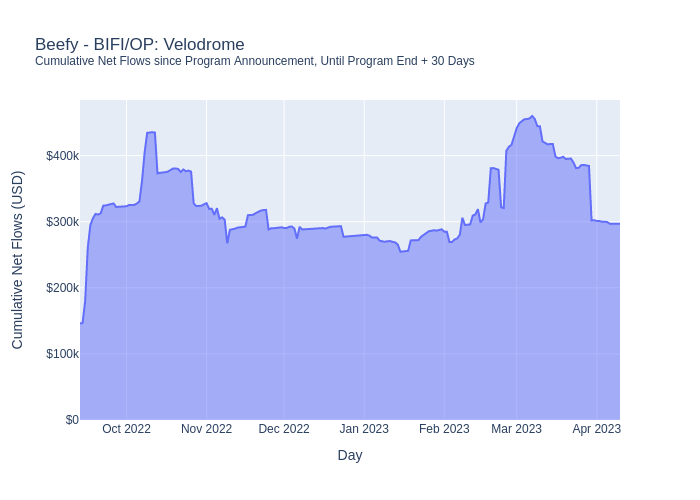 Beefy - BIFI/OP: Velodrome
Cumulative Net Flows since Program Announcement, Until Program End + 30 Days
Cumulative Net Flows (USD)
$400k
$300k
$200k
$100k
$0
Oct 2022 Nov 2022 Dec 2022 Jan 2023 Feb 2023 Mar 2023 Apr 2023
Day